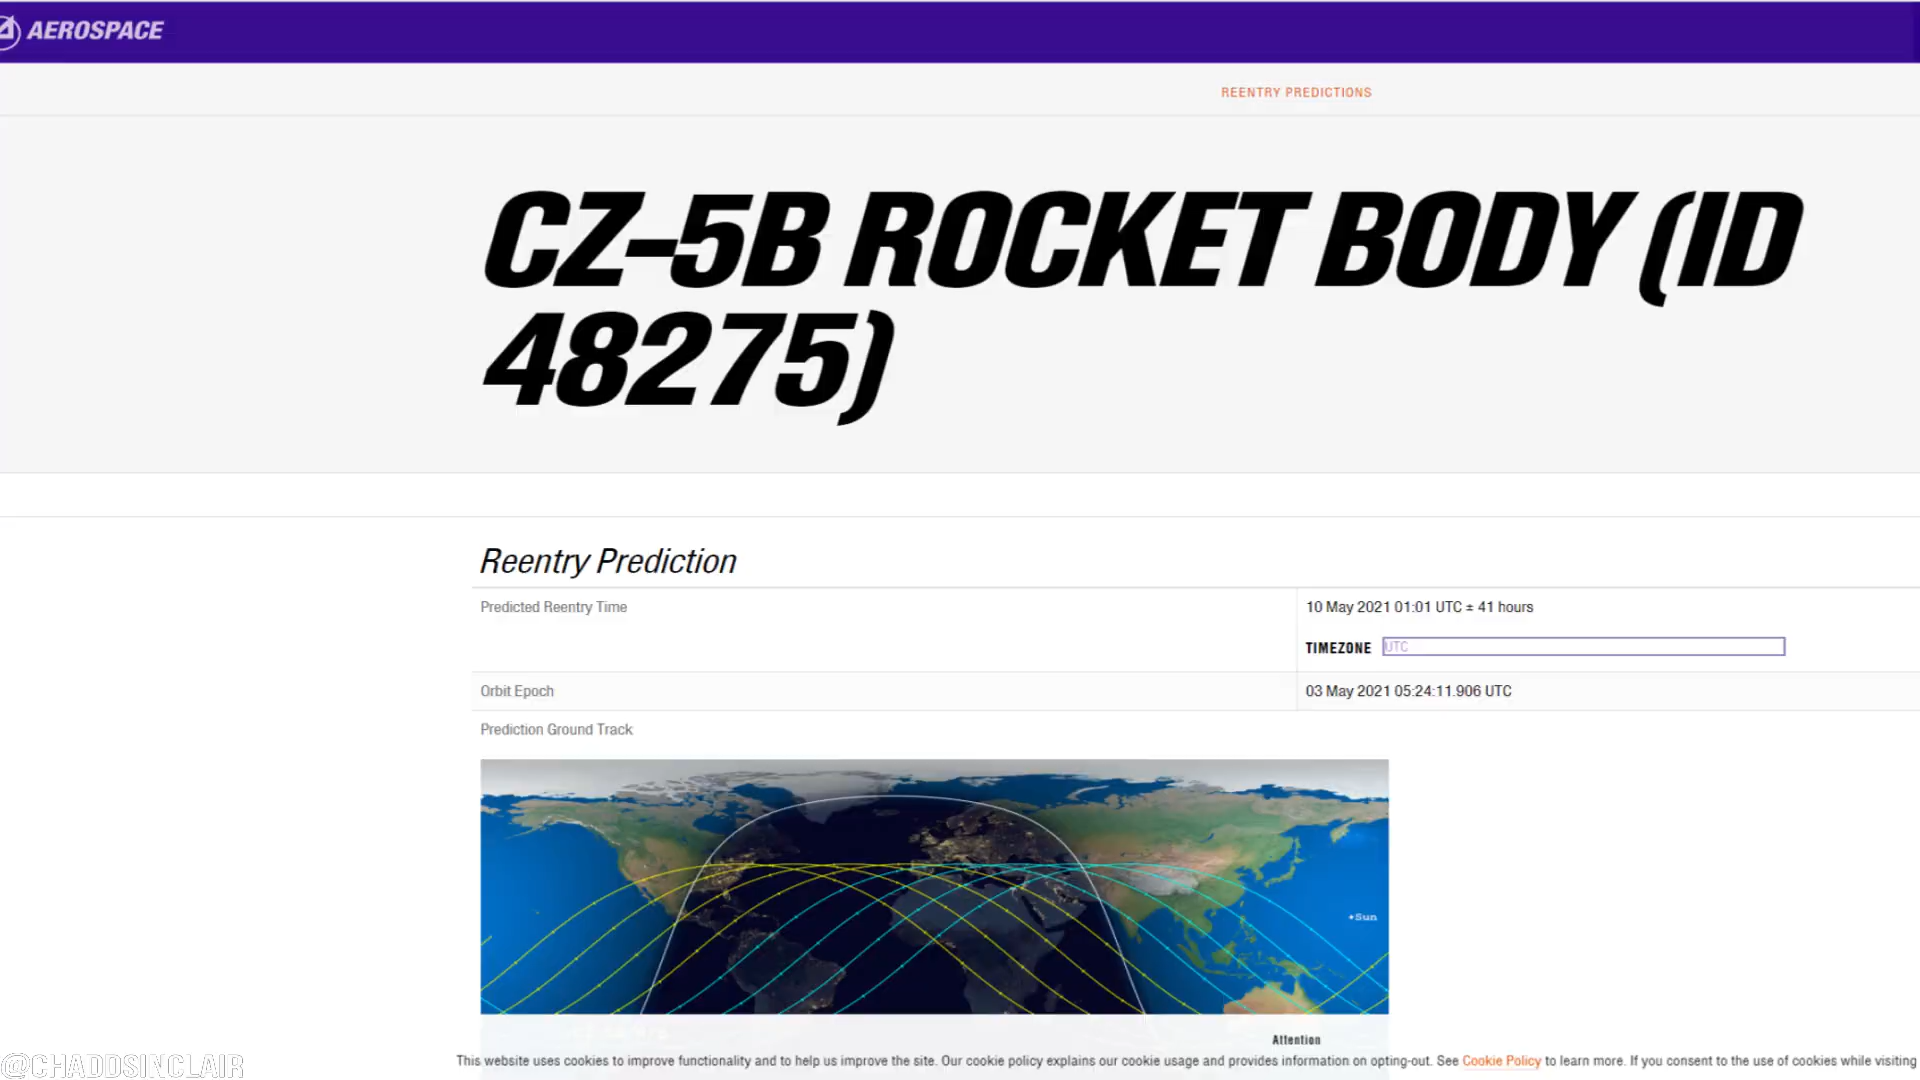 AEROSPACE
REENTRY PREDICTIONS
CZ-5B ROCKET BODY (ID
48275)
Reentry Prediction
Predicted Reentry Time
10 May 2021 01:01 UTC ± 41 hours
TIMEZONE UTC
Orbit Epoch
03 May 2021 05:24:11.906 UTC
Prediction Ground Track
+Sun
Attention
This website uses cookies to improve functionality and to help us improve the site. Our cookie policy explains our cookie usage and provides information on opting-out. See Cookie Policy to learn more. If you consent to the use of cookies while visiting
@CHADDSINCLAIR